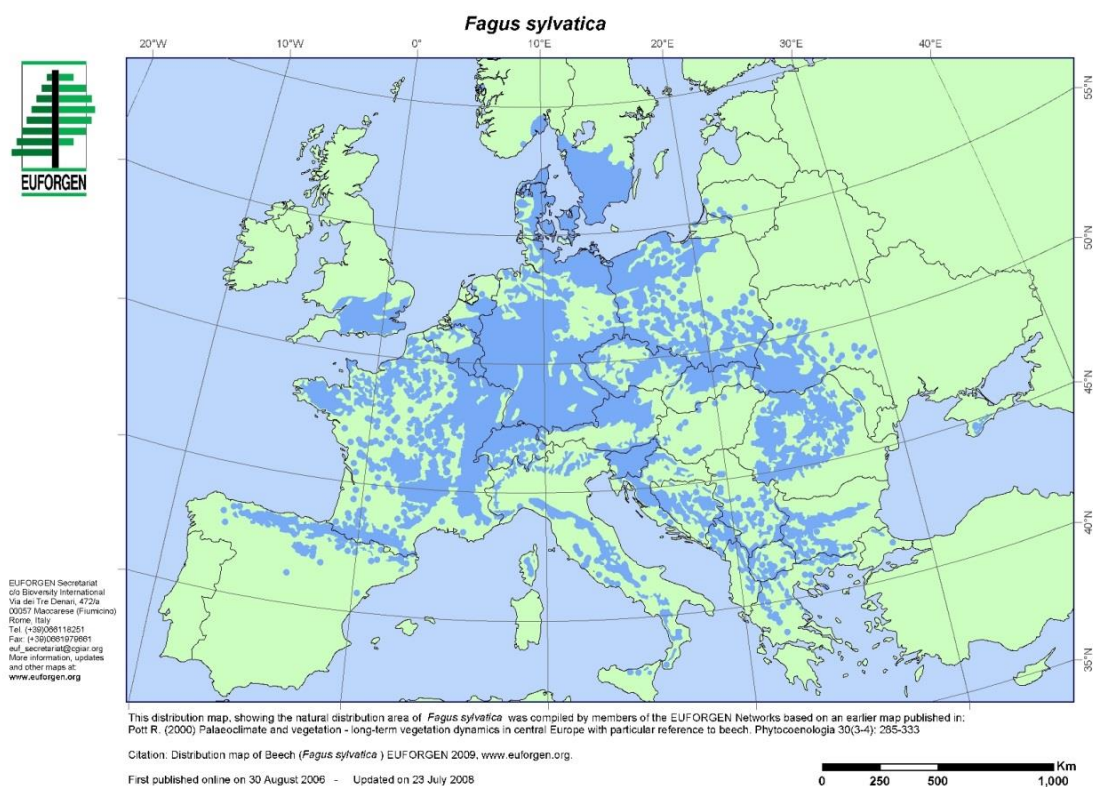 Fagus sylvatica
20°W 10°W 0° 10°E 20°E 30°E 40°E
55°N
50°N
45°N
40°N
35°N
EUFORGEN
EUFORGEN Secretariat
c/o Bioversity International
Via dei Tre Denari, 472/a
00057 Maccarese (Fiumicino)
Rome, Italy
Tel. (+39)066118251
Fax: (+39)0661979661
euf_secretariat@cgiar.org
More information, updates
and other maps at:
www.euforgen.org
This distribution map, showing the natural distribution area of Fagus sylvatica was compiled by members of the EUFORGEN Networks based on an earlier map published in:
Pott R. (2000) Palaeoclimate and vegetation - long-term vegetation dynamics in central Europe with particular reference to beech. Phytocoenologia 30(3-4): 285-333
Citation: Distribution map of Beech (Fagus sylvatica ) EUFORGEN 2009, www.euforgen.org.
First published online on 30 August 2006 - Updated on 23 July 2008
Km
0 250 500 1,000